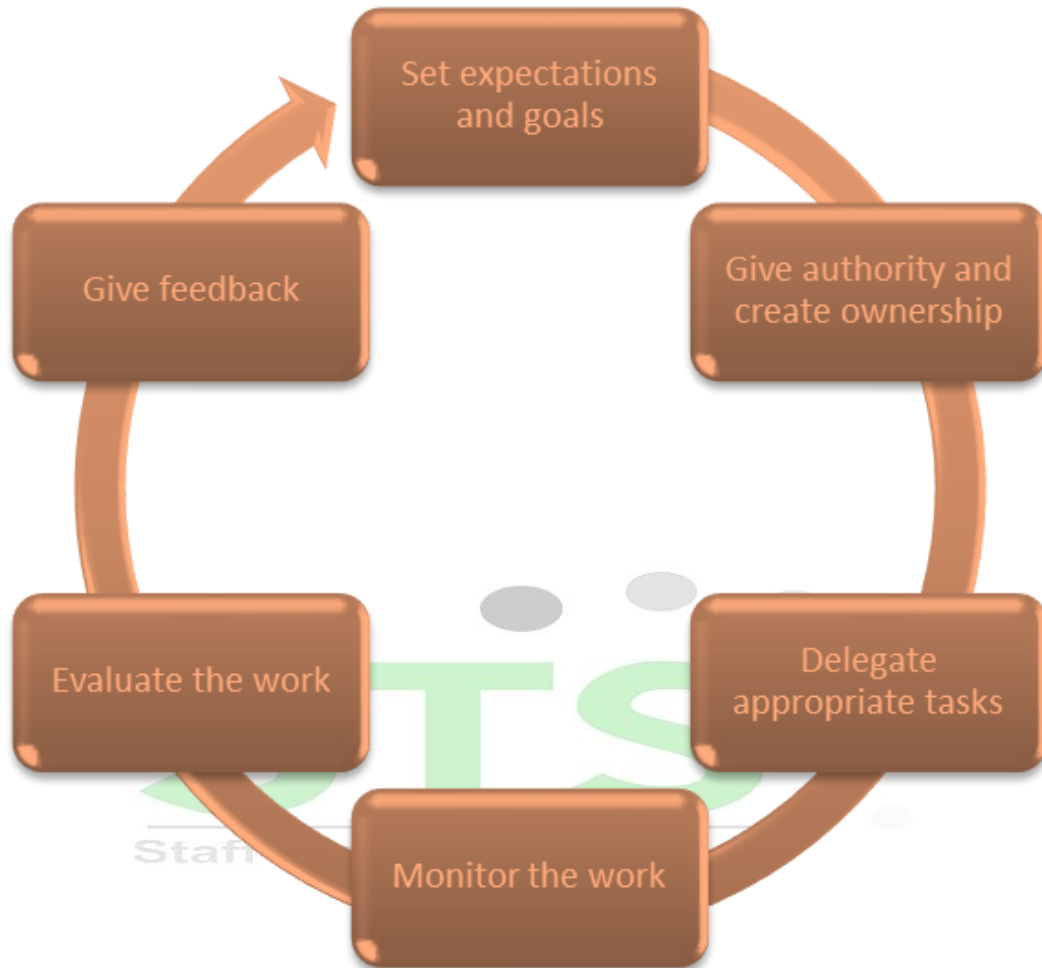 Set expectations
and goals
Give authority and
create ownership
Delegate
appropriate tasks
Monitor the work
Evaluate the work
Give feedback
Staff